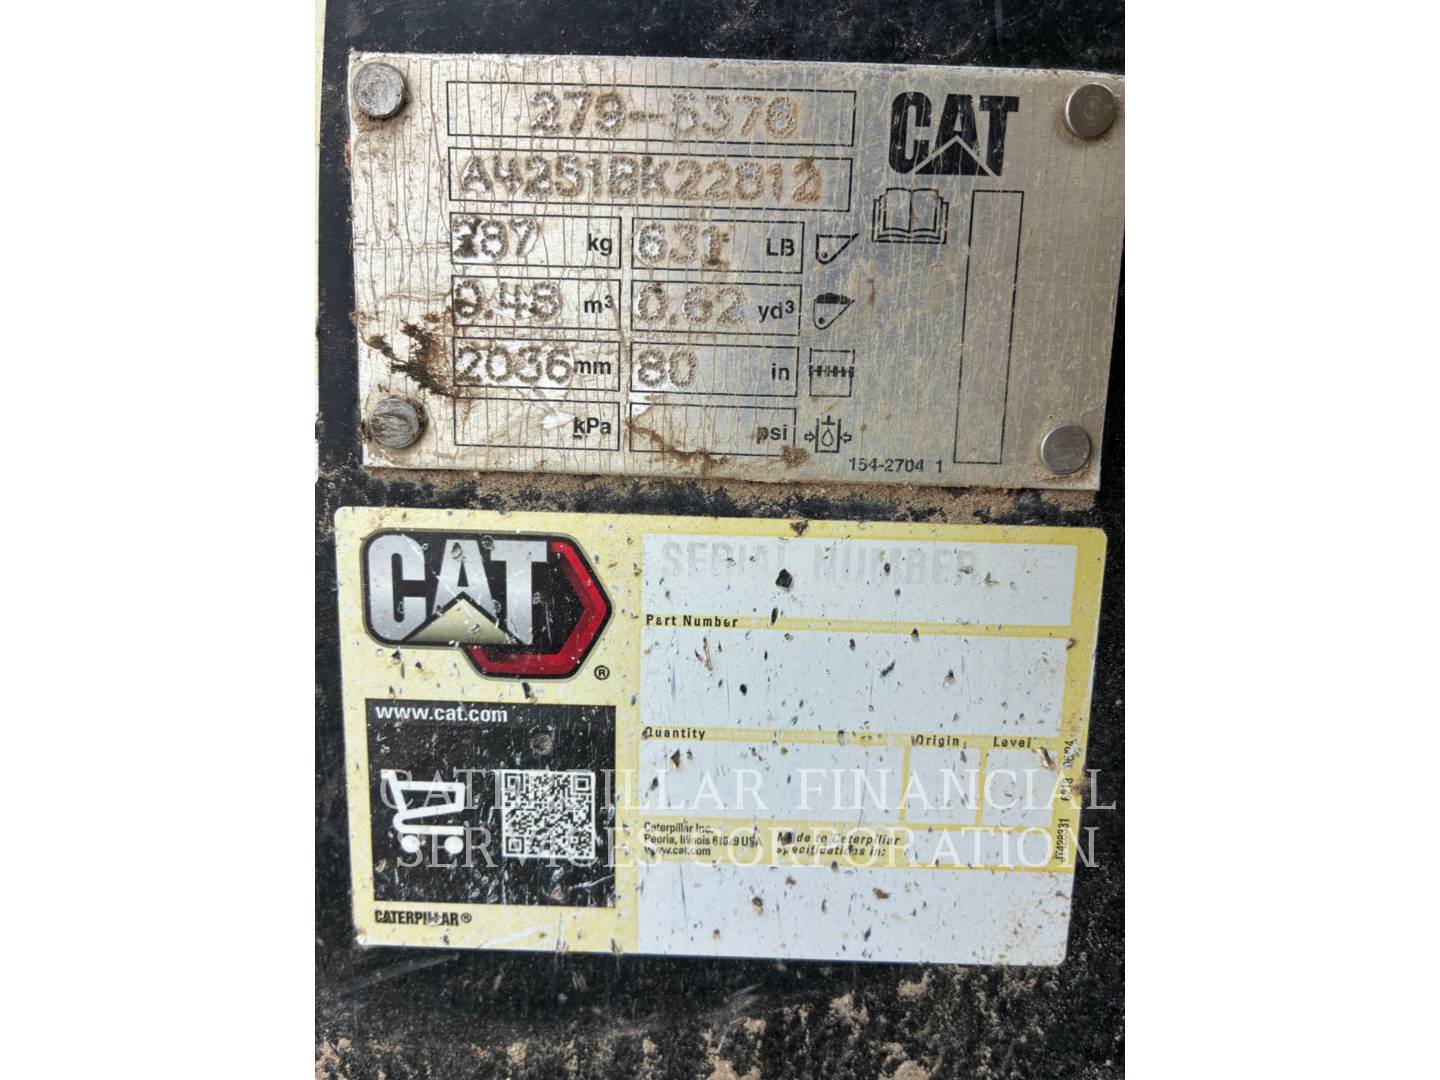 279-5370
CAT
A4251BK22812
287 kg 631 LB
0.48 m³ 0.62 yd³
2036 mm 80 in
kPa psi
154-2704 1
CAT
®
SERIAL NUMBER
Part Number
www.cat.com
Quantity Origin Level
CATERPILLAR FINANCIAL
SERVICES CORPORATION
Caterpillar Inc.
Peoria, Illinois 61629 USA
www.cat.com
Made to Caterpillar
specifications in:
CATERPILLAR®